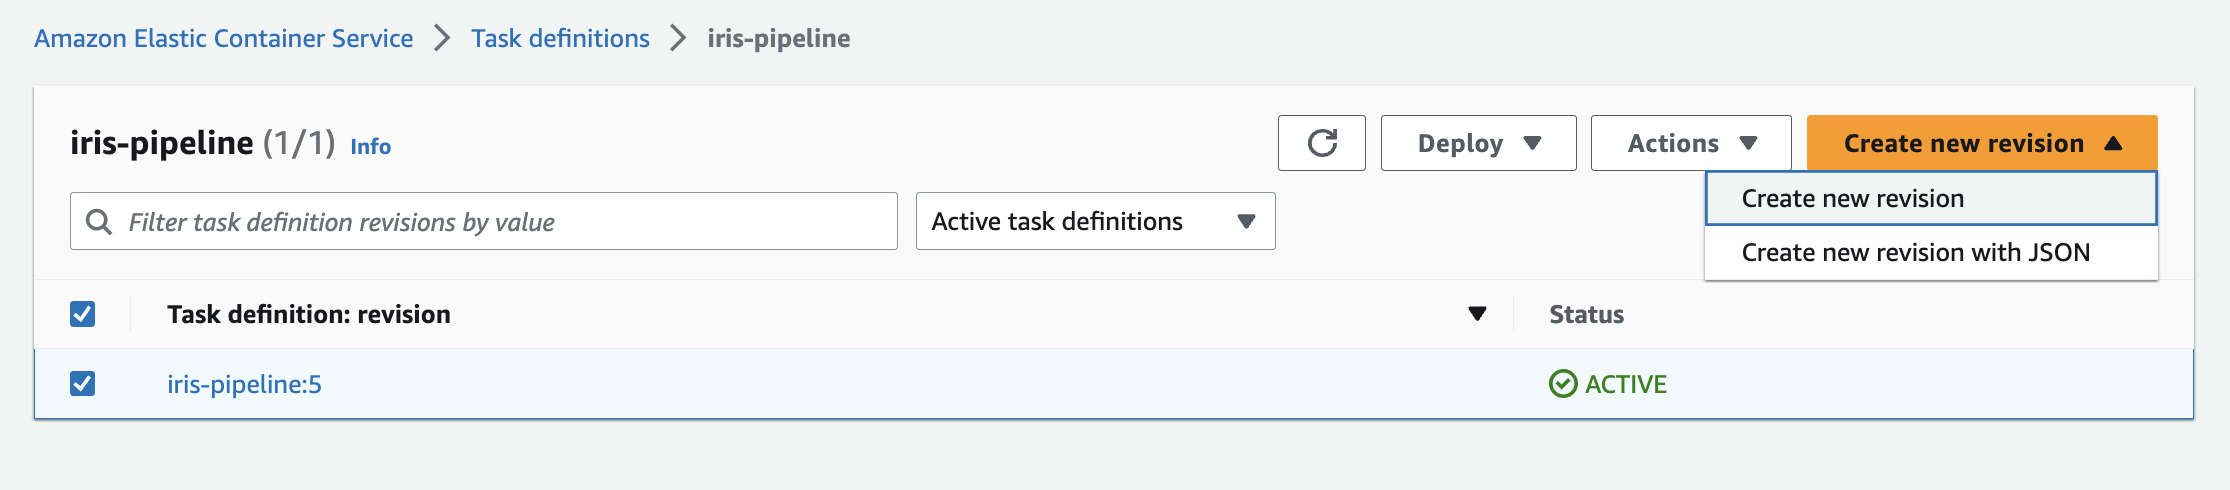 Amazon Elastic Container Service > Task definitions > iris-pipeline
iris-pipeline (1/1) Info
Deploy
Actions
Create new revision
Create new revision
Create new revision with JSON
Filter task definition revisions by value
Active task definitions
Task definition: revision
Status
iris-pipeline:5
ACTIVE